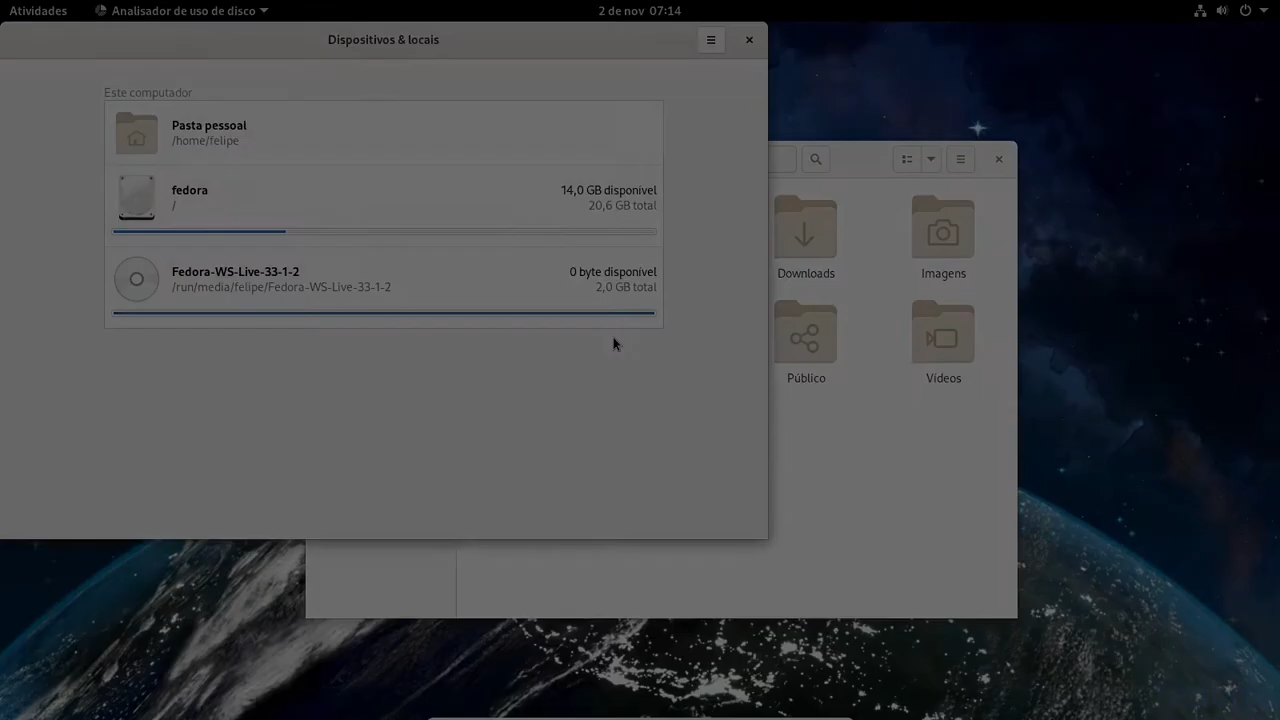 Atividades
Analisador de uso de disco
2 de nov 07:14
Dispositivos & locais
Este computador
Pasta pessoal
/home/felipe
fedora
14,0 GB disponível
/
20,6 GB total
Fedora-WS-Live-33-1-2
0 byte disponível
/run/media/felipe/Fedora-WS-Live-33-1-2
2,0 GB total
Downloads
Imagens
Público
Vídeos